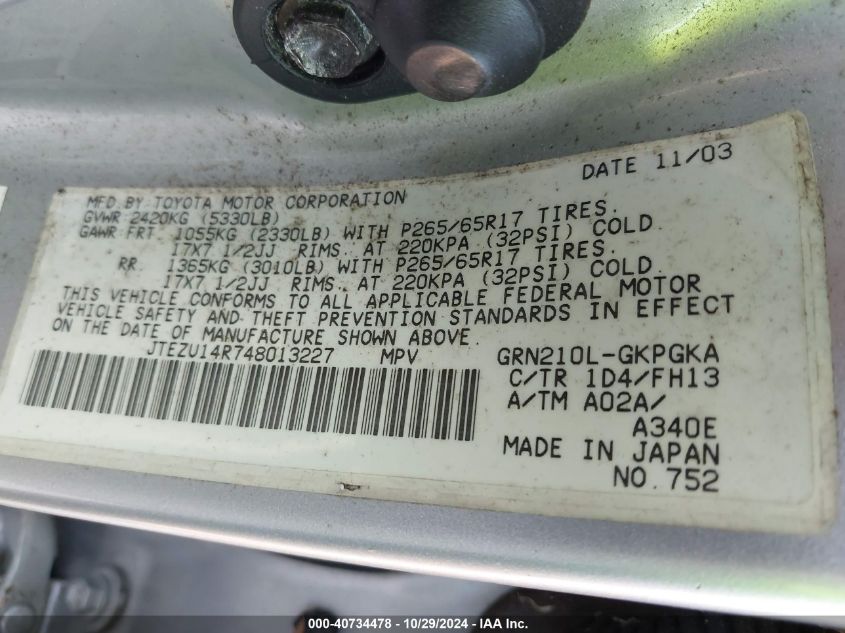 DATE 11/03
MFD BY TOYOTA MOTOR CORPORATION
GVWR 2420KG (5330LB)
GAWR FRT 1055KG (2330LB) WITH P265/65R17 TIRES.
17X7 1/2JJ RIMS. AT 220KPA (32PSI) COLD
RR 1365KG (3010LB) WITH P265/65R17 TIRES.
17X7 1/2JJ RIMS. AT 220KPA (32PSI) COLD.
THIS VEHICLE CONFORMS TO ALL APPLICABLE FEDERAL MOTOR
VEHICLE SAFETY AND THEFT PREVENTION STANDARDS IN EFFECT
ON THE DATE OF MANUFACTURE SHOWN ABOVE.
JTEZU14R748013227 MPV GRN210L-GKPGKA
C/TR 1D4/FH13
A/TM A02A/
A340E
MADE IN JAPAN
NO.752
000-40734478 - 10/29/2024 - IAA Inc.